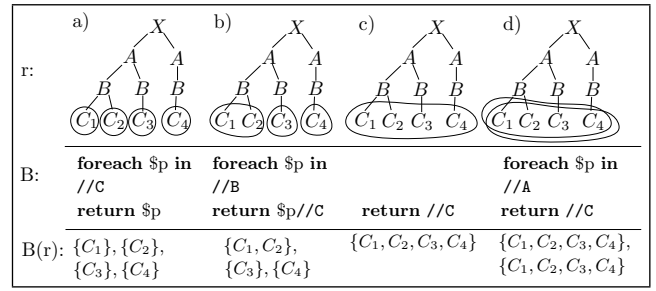 a) b) c) d)
r:
X X X X
A A A A A A A A
B B B B B B B B B B B B
C₁ C₂ C₃ C₄ C₁ C₂ C₃ C₄ C₁ C₂ C₃ C₄ C₁ C₂ C₃ C₄
B:
foreach $p in foreach $p in foreach $p in
//C //B //A
return $p return $p//C return //C return //C
B(r): {C₁}, {C₂}, {C₁, C₂}, {C₁, C₂, C₃, C₄} {C₁, C₂, C₃, C₄},
{C₃}, {C₄} {C₃}, {C₄} {C₁, C₂, C₃, C₄}